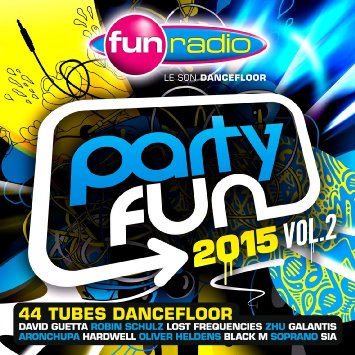 fun radio
LE SON DANCEFLOOR
party
fun
2015 VOL.2
44 TUBES DANCEFLOOR
DAVID GUETTA ROBIN SCHULZ LOST FREQUENCIES ZHU GALANTIS
ARONCHUPA HARDWELL OLIVER HELDENS BLACK M SOPRANO SIA